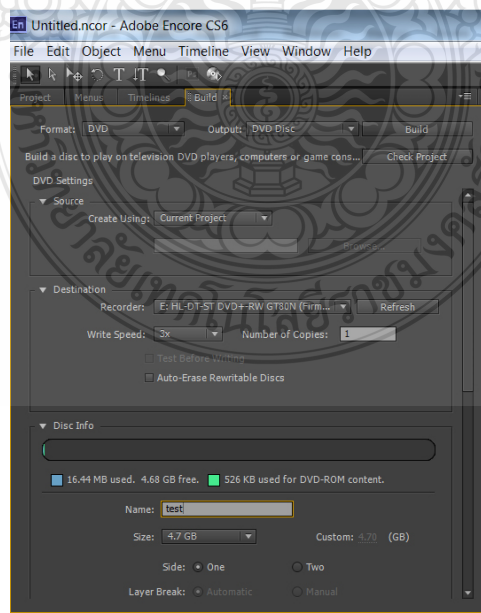 En Untitled.ncor - Adobe Encore CS6
File Edit Object Menu Timeline View Window Help
T IT Ps
Project Menus Timelines Build ×
Format: DVD Output: DVD Disc Build
Build a disc to play on television DVD players, computers or game cons... Check Project
DVD Settings
Source
Create Using: Current Project
Browse...
Destination
Recorder: E: HL-DT-ST DVD+-RW GT80N (Firm... Refresh
Write Speed: 3x Number of Copies: 1
Test Before Writing
Auto-Erase Rewritable Discs
Disc Info
16.44 MB used. 4.68 GB free. 526 KB used for DVD-ROM content.
Name: test
Size: 4.7 GB Custom: 4.70 (GB)
Side: One Two
Layer Break: Automatic Manual